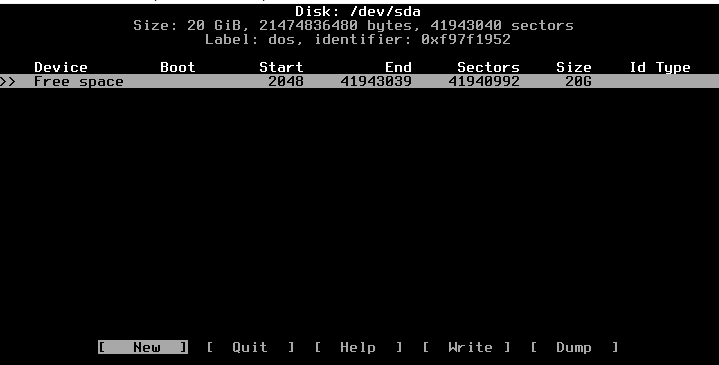 Disk: /dev/sda
Size: 20 GiB, 21474836480 bytes, 41943040 sectors
Label: dos, identifier: 0xf97f1952
Device Boot Start End Sectors Size Id Type
>> Free space 2048 41943039 41940992 20G
[ New ] [ Quit ] [ Help ] [ Write ] [ Dump ]